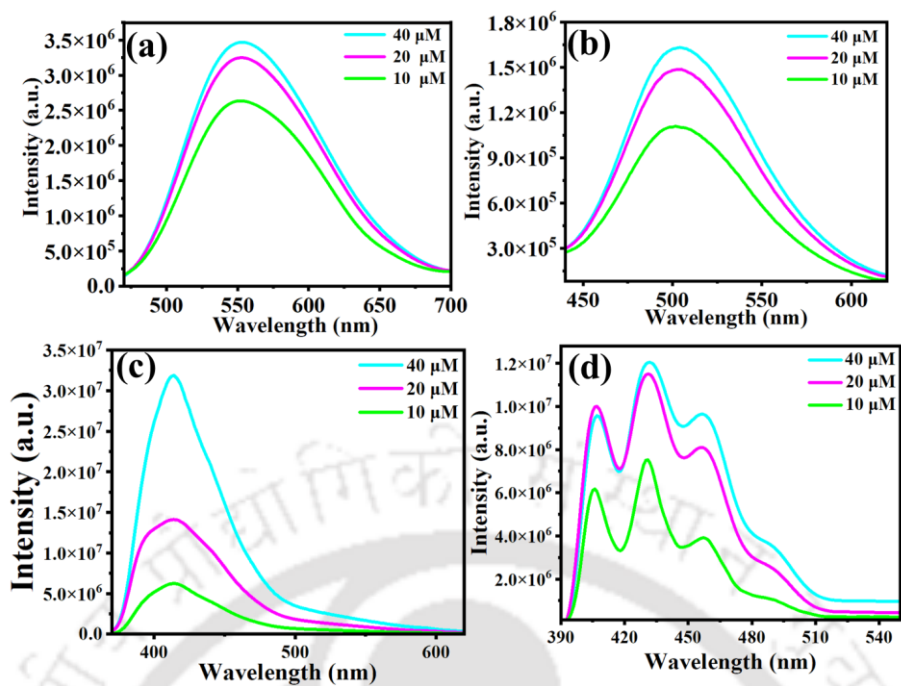 (a)
40 µM
20 µM
10 µM
3.5×10⁶
3.0×10⁶
2.5×10⁶
2.0×10⁶
1.5×10⁶
1.0×10⁶
5.0×10⁵
0.0
500 550 600 650 700
Wavelength (nm)
Intensity (a.u.)
(b)
40 µM
20 µM
10 µM
1.8×10⁶
1.5×10⁶
1.2×10⁶
9.0×10⁵
6.0×10⁵
3.0×10⁵
450 500 550 600
Wavelength (nm)
Intensity (a.u.)
(c)
40 µM
20 µM
10 µM
3.5×10⁷
3.0×10⁷
2.5×10⁷
2.0×10⁷
1.5×10⁷
1.0×10⁷
5.0×10⁶
0.0
400 500 600
Wavelength (nm)
Intensity (a.u.)
(d)
40 µM
20 µM
10 µM
1.2×10⁷
1.0×10⁷
8.0×10⁶
6.0×10⁶
4.0×10⁶
2.0×10⁶
390 420 450 480 510 540
Wavelength (nm)
Intensity (a.u.)